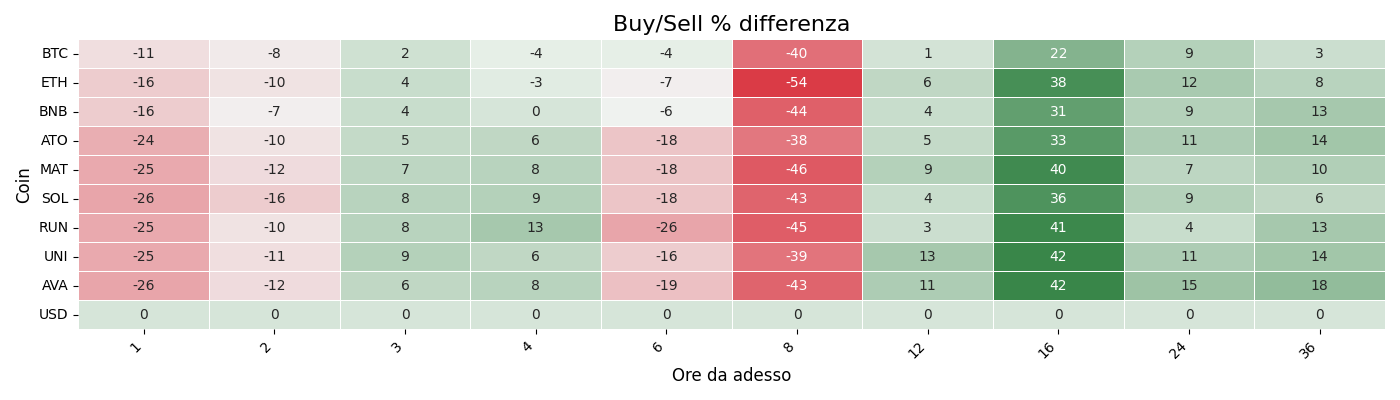 Buy/Sell % differenza
Coin
BTC -11 -8 2 -4 -4 -40 1 22 9 3
ETH -16 -10 4 -3 -7 -54 6 38 12 8
BNB -16 -7 4 0 -6 -44 4 31 9 13
ATO -24 -10 5 6 -18 -38 5 33 11 14
MAT -25 -12 7 8 -18 -46 9 40 7 10
SOL -26 -16 8 9 -18 -43 4 36 9 6
RUN -25 -10 8 13 -26 -45 3 41 4 13
UNI -25 -11 9 6 -16 -39 13 42 11 14
AVA -26 -12 6 8 -19 -43 11 42 15 18
USD 0 0 0 0 0 0 0 0 0 0
1 2 3 4 6 8 12 16 24 36
Ore da adesso